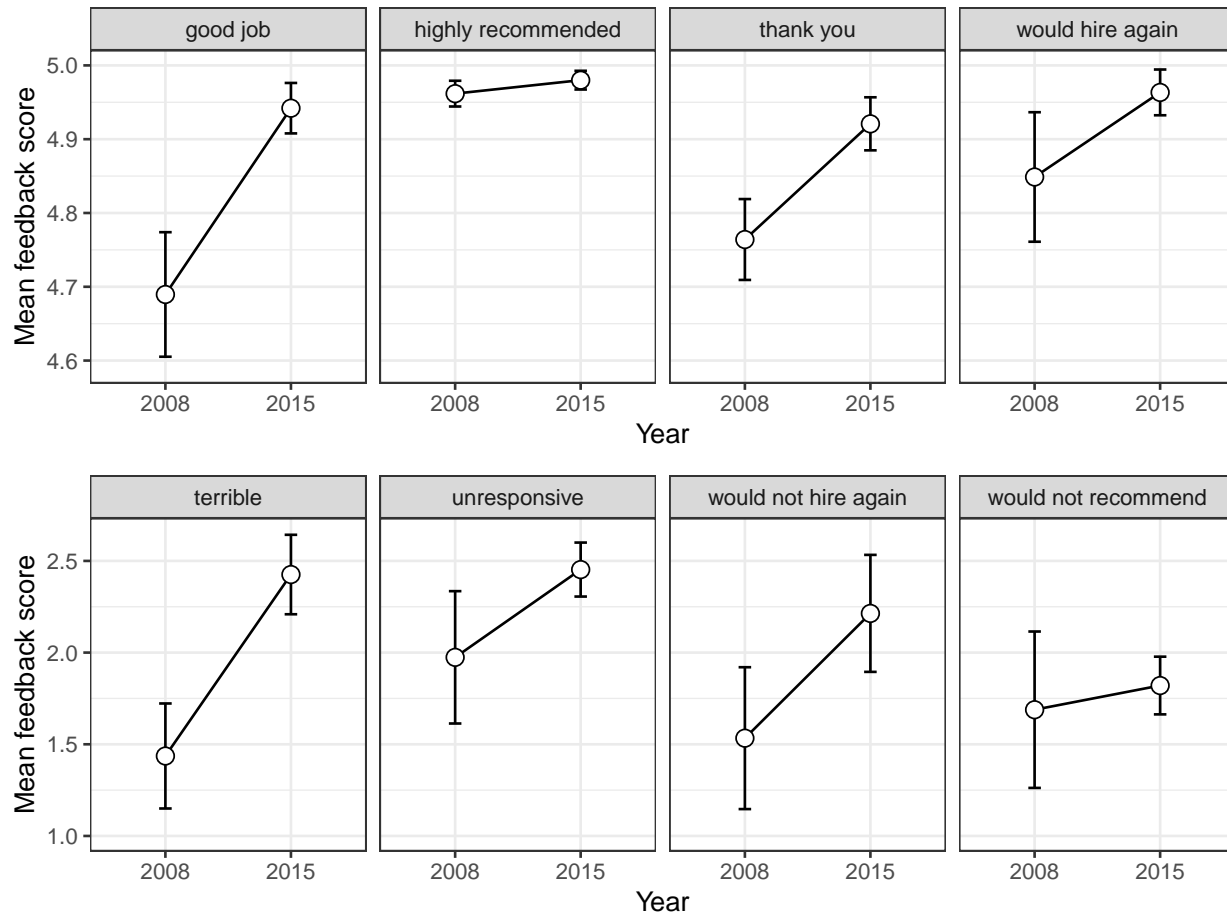 good job highly recommended thank you would hire again
5.0
4.9
4.8
4.7
4.6
Mean feedback score
2008 2015 2008 2015 2008 2015 2008 2015
Year
terrible unresponsive would not hire again would not recommend
2.5
2.0
1.5
1.0
Mean feedback score
2008 2015 2008 2015 2008 2015 2008 2015
Year